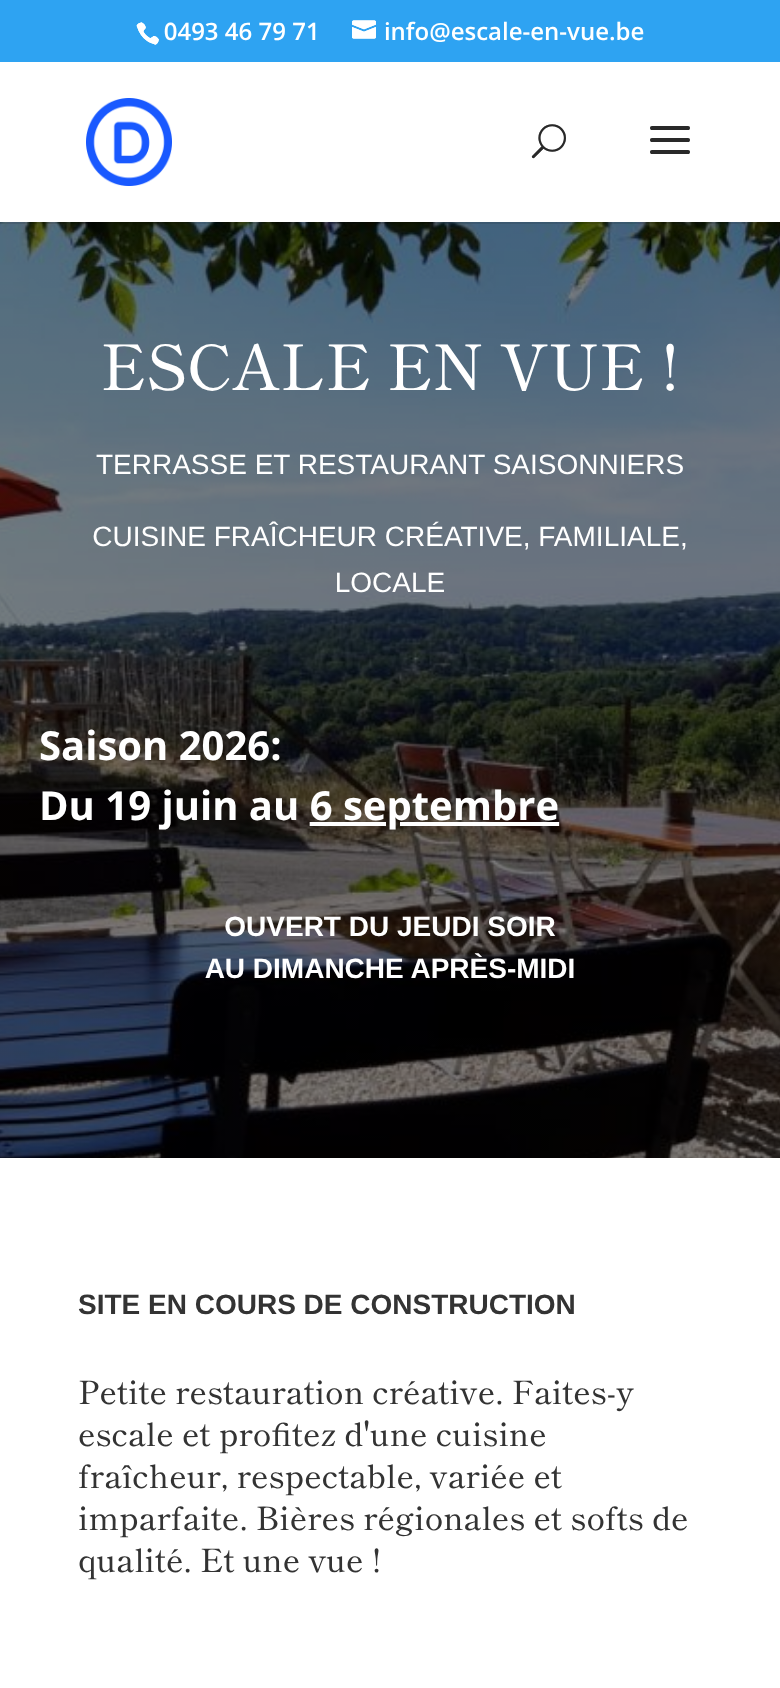 0493 46 79 71 info@escale-en-vue.be
D
ESCALE EN VUE !
TERRASSE ET RESTAURANT SAISONNIERS
CUISINE FRAÎCHEUR CRÉATIVE, FAMILIALE,
LOCALE
Saison 2026:
Du 19 juin au 6 septembre
OUVERT DU JEUDI SOIR
AU DIMANCHE APRÈS-MIDI
SITE EN COURS DE CONSTRUCTION
Petite restauration créative. Faites-y
escale et profitez d'une cuisine
fraîcheur, respectable, variée et
imparfaite. Bières régionales et softs de
qualité. Et une vue !